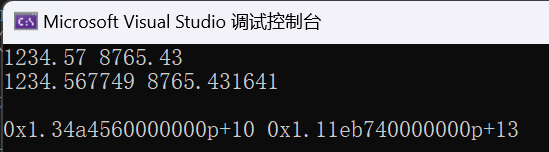 Microsoft Visual Studio 调试控制台
1234.57 8765.43
1234.567749 8765.431641
0x1.34a4560000000p+10 0x1.11eb740000000p+13